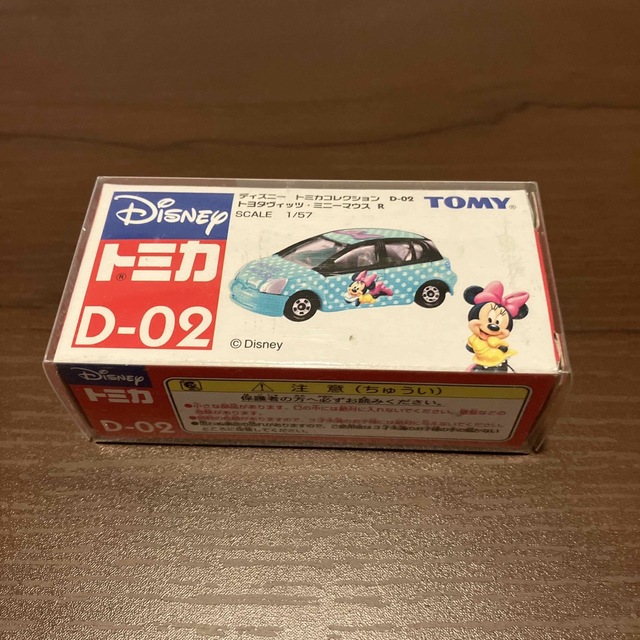 Disney
トミカ®
D-02
ディズニー トミカコレクション D-02
トヨタヴィッツ・ミニーマウス R
SCALE 1/57
TOMY®
©Disney
Disney
トミカ
D-02
注意(ちゅうい)
保護者の方へ必ずお読みください。